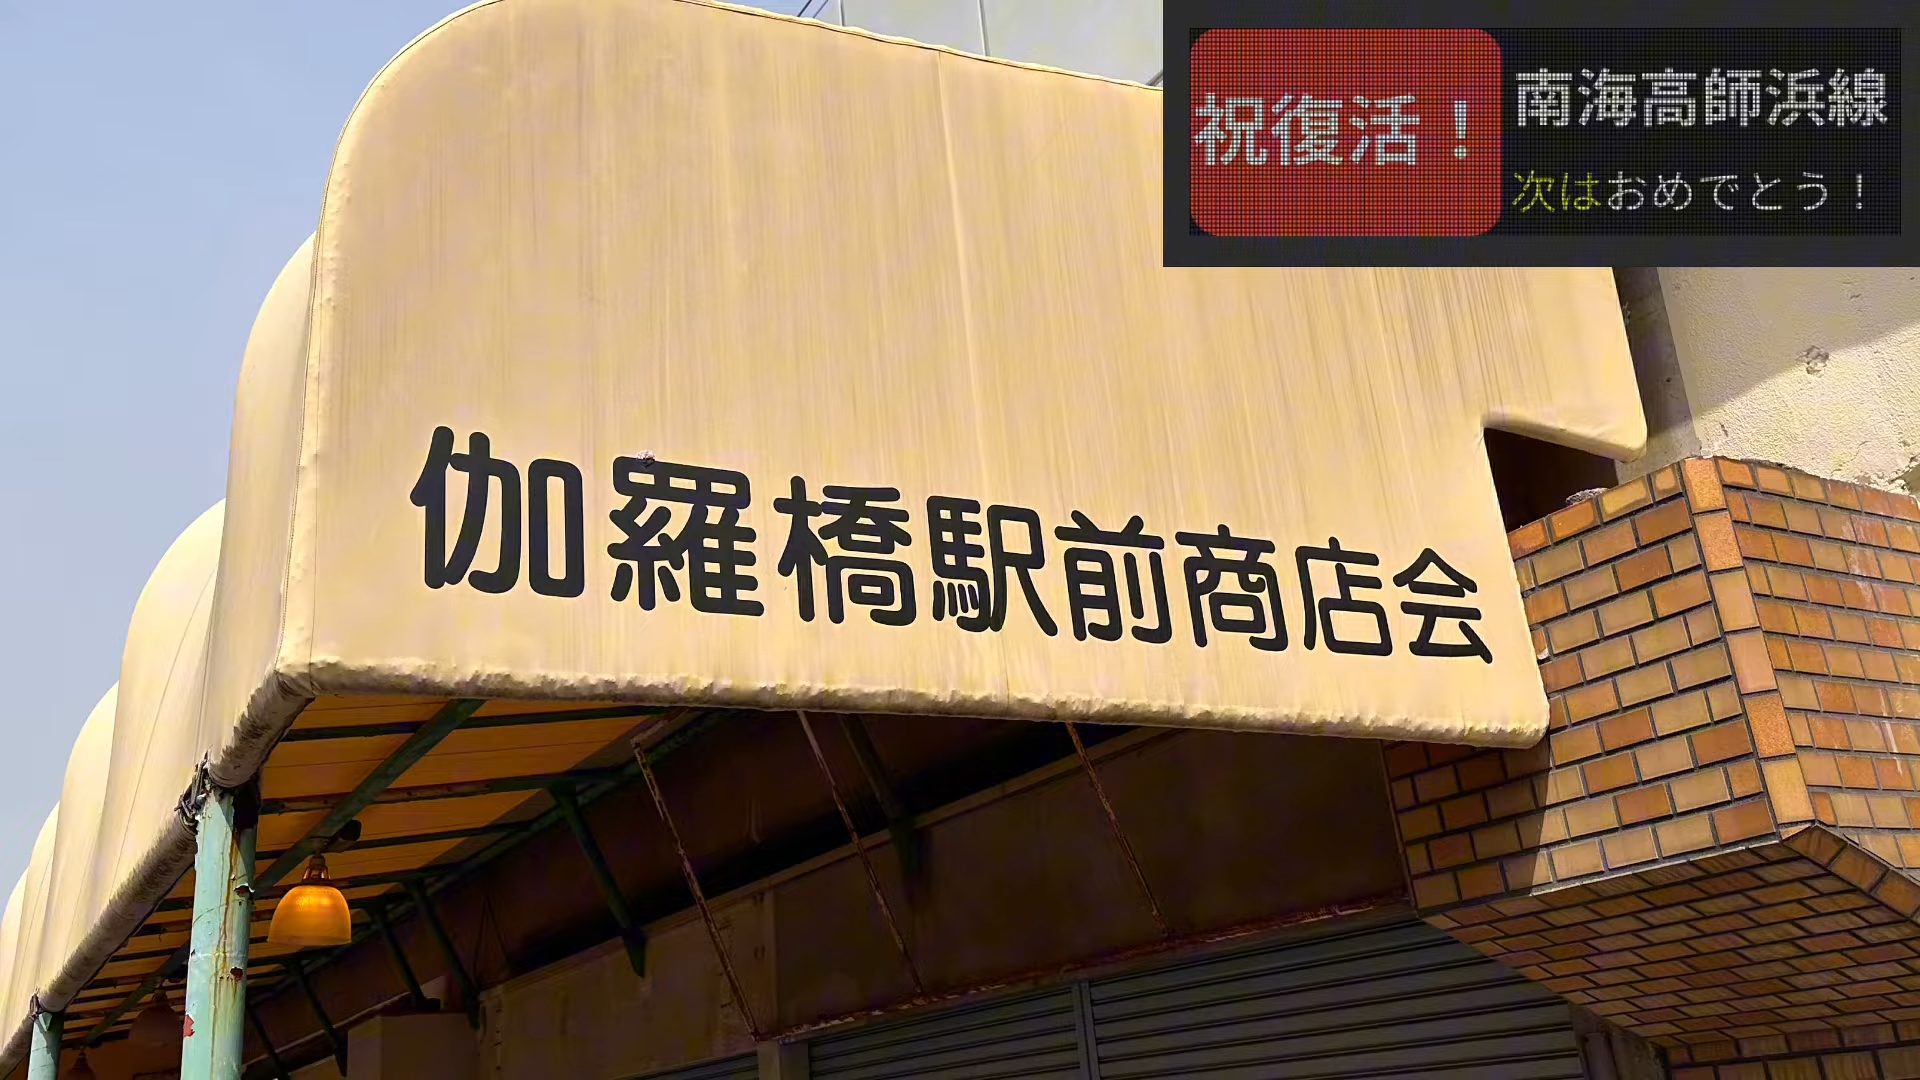 祝復活！
南海高師浜線
次はおめでとう！
伽羅橋駅前商店会